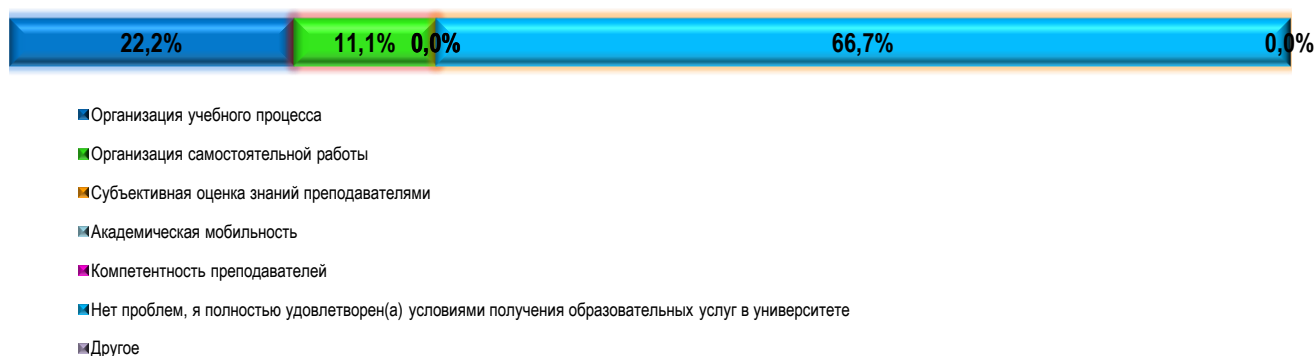 22,2% 11,1% 0,0% 66,7% 0,0%
Организация учебного процесса
Организация самостоятельной работы
Субъективная оценка знаний преподавателями
Академическая мобильность
Компетентность преподавателей
Нет проблем, я полностью удовлетворен(а) условиями получения образовательных услуг в университете
Другое